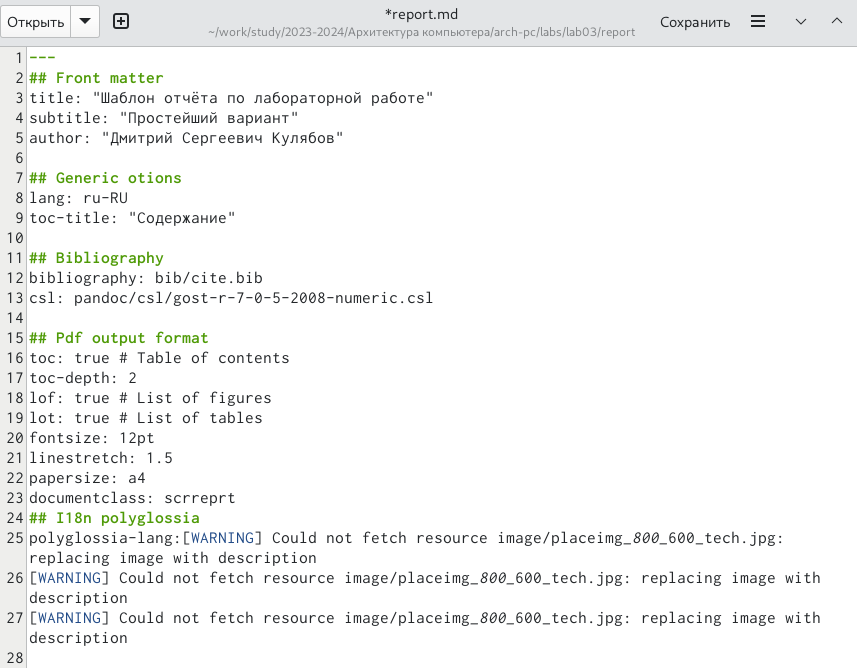 Открыть
*report.md
~/work/study/2023-2024/Архитектура компьютера/arch-pc/labs/lab03/report
Сохранить
1 ---
2 ## Front matter
3 title: "Шаблон отчёта по лабораторной работе"
4 subtitle: "Простейший вариант"
5 author: "Дмитрий Сергеевич Кулябов"
6
7 ## Generic otions
8 lang: ru-RU
9 toc-title: "Содержание"
10
11 ## Bibliography
12 bibliography: bib/cite.bib
13 csl: pandoc/csl/gost-r-7-0-5-2008-numeric.csl
14
15 ## Pdf output format
16 toc: true # Table of contents
17 toc-depth: 2
18 lof: true # List of figures
19 lot: true # List of tables
20 fontsize: 12pt
21 linestretch: 1.5
22 papersize: a4
23 documentclass: scrreprt
24 ## I18n polyglossia
25 polyglossia-lang:[WARNING] Could not fetch resource image/placeimg_800_600_tech.jpg:
replacing image with description
26 [WARNING] Could not fetch resource image/placeimg_800_600_tech.jpg: replacing image with
description
27 [WARNING] Could not fetch resource image/placeimg_800_600_tech.jpg: replacing image with
description
28